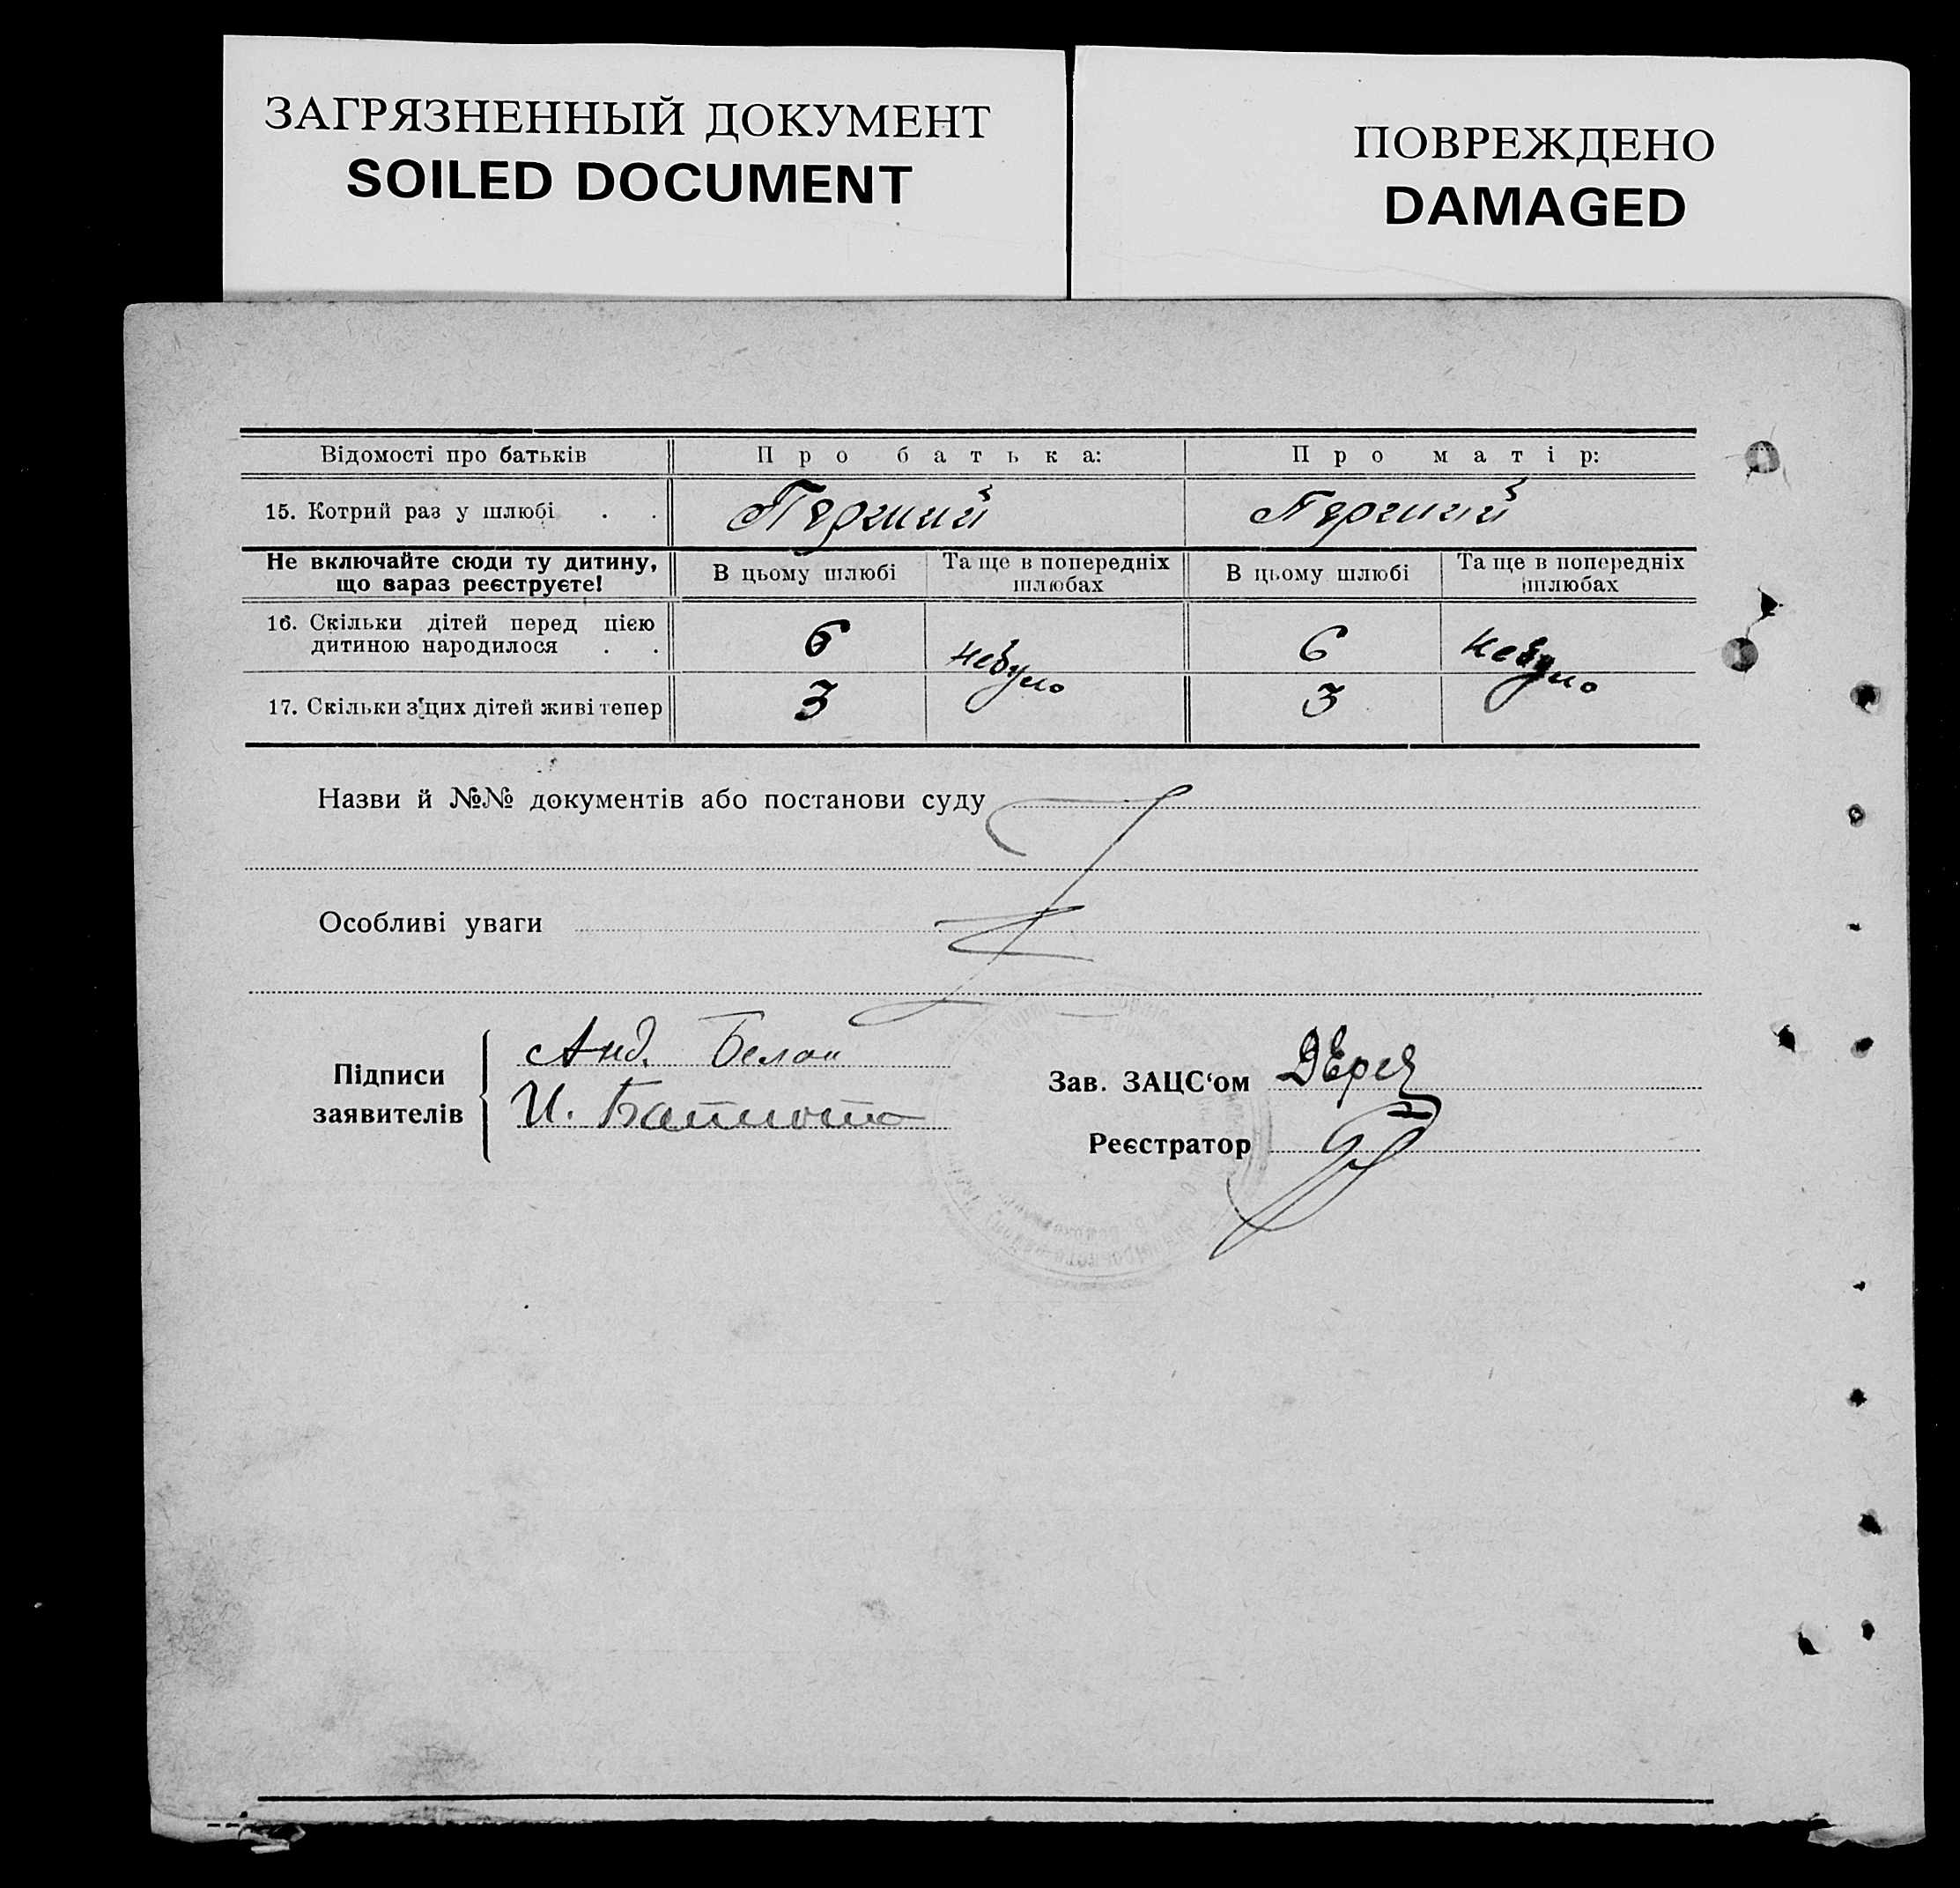 ЗАГРЯЗНЕННЫЙ ДОКУМЕНТ
SOILED DOCUMENT
ПОВРЕЖДЕНО
DAMAGED
Відомості про батьків Про батька: Про матір:
15. Котрий раз у шлюбі . . Перший Перший
Не включайте сюди ту дитину, що зараз реєструєте! В цьому шлюбі Та ще в попередніх шлюбах В цьому шлюбі Та ще в попередніх шлюбах
16. Скільки дітей перед цією дитиною народилося . . 6 небуло 6 небуло
17. Скільки з цих дітей живі тепер 3 3
Назви й №№ документів або постанови суду
Особливі уваги
Підписи заявителів
Анд. Белан
И.
Зав. ЗАЦС‘ом
Реєстратор